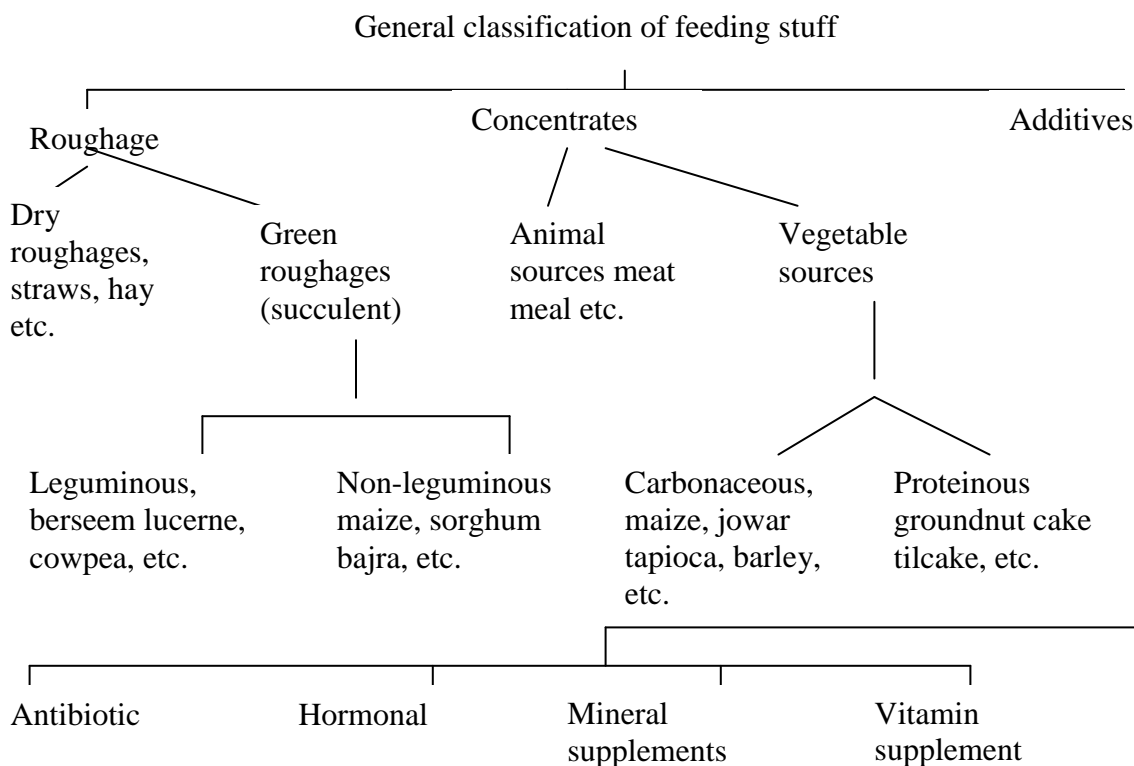 General classification of feeding stuff
Roughage
Concentrates
Additives
Dry
roughages,
straws, hay
etc.
Green
roughages
(succulent)
Animal
sources meat
meal etc.
Vegetable
sources
Leguminous,
berseem lucerne,
cowpea, etc.
Non-leguminous
maize, sorghum
bajra, etc.
Carbonaceous,
maize, jowar
tapioca, barley,
etc.
Proteinous
groundnut cake
tilcake, etc.
Antibiotic
Hormonal
Mineral
supplements
Vitamin
supplement